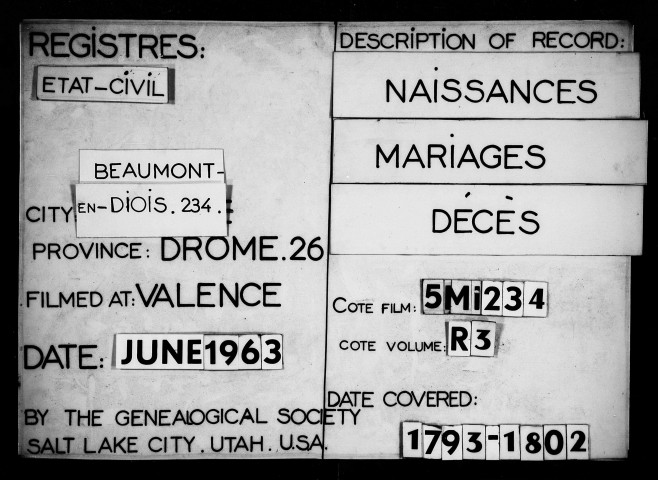 REGISTRES:
ETAT-CIVIL
BEAUMONT-
CITY EN-DIOIS. 234. :
PROVINCE: DROME. 26
FILMED AT: VALENCE
DATE: JUNE 1963
BY THE GENEALOGICAL SOCIETY
SALT LAKE CITY. UTAH. U.S.A.
DESCRIPTION OF RECORD:
NAISSANCES
MARIAGES
DÉCÈS
COTE FILM: 5Mi234
COTE VOLUME: R3
DATE COVERED:
1793-1802